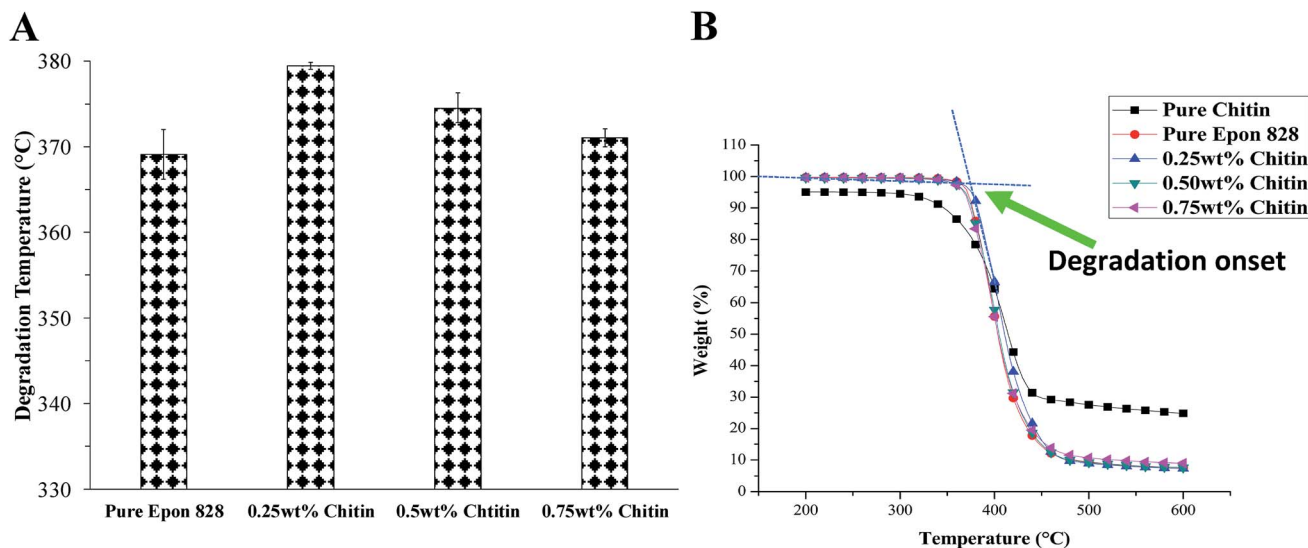 A
Degradation Temperature (°C)
380
370
360
350
340
330
Pure Epon 828
0.25wt% Chitin
0.5wt% Chtitin
0.75wt% Chitin
B
Pure Chitin
Pure Epon 828
0.25wt% Chitin
0.50wt% Chitin
0.75wt% Chitin
Degradation onset
Weight (%)
110
100
90
80
70
60
50
40
30
20
10
0
200
300
400
500
600
Temperature (°C)